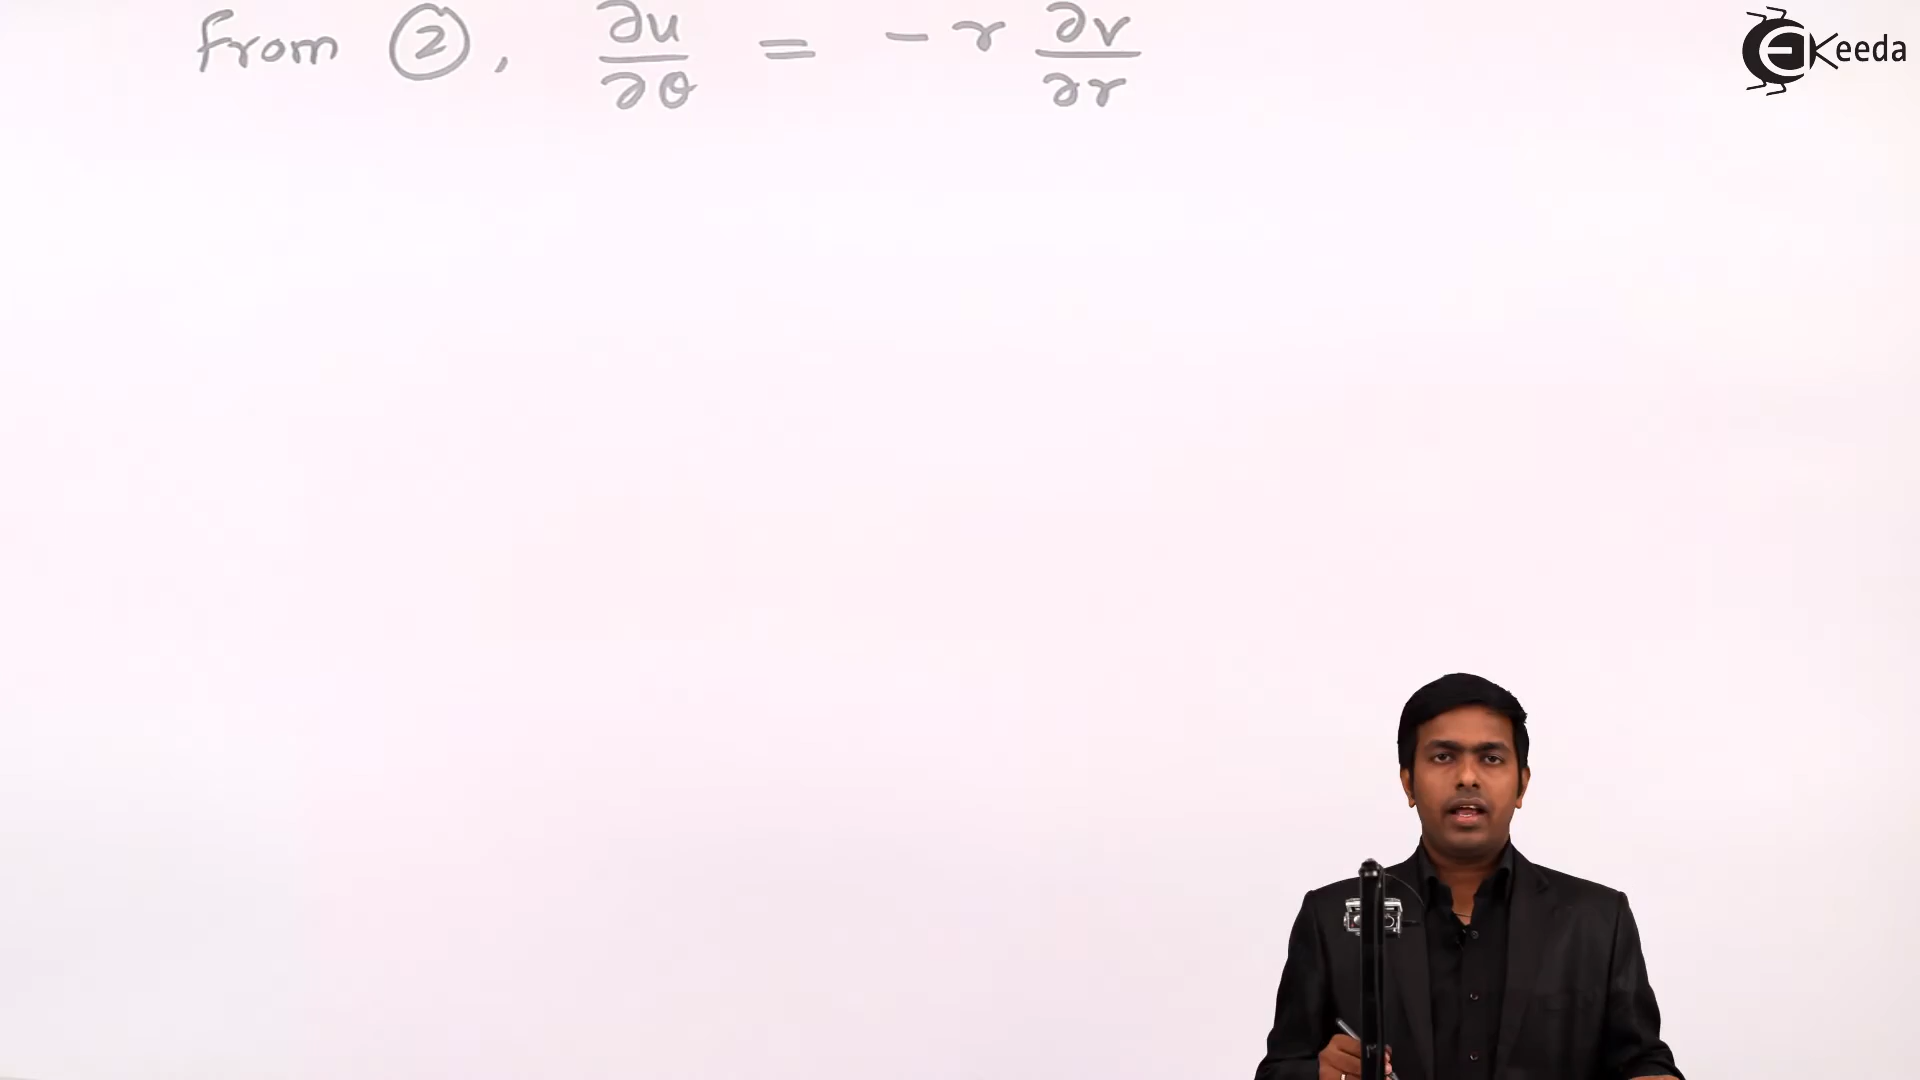 from ②, ∂u/∂θ = - r ∂v/∂r
EKeeda